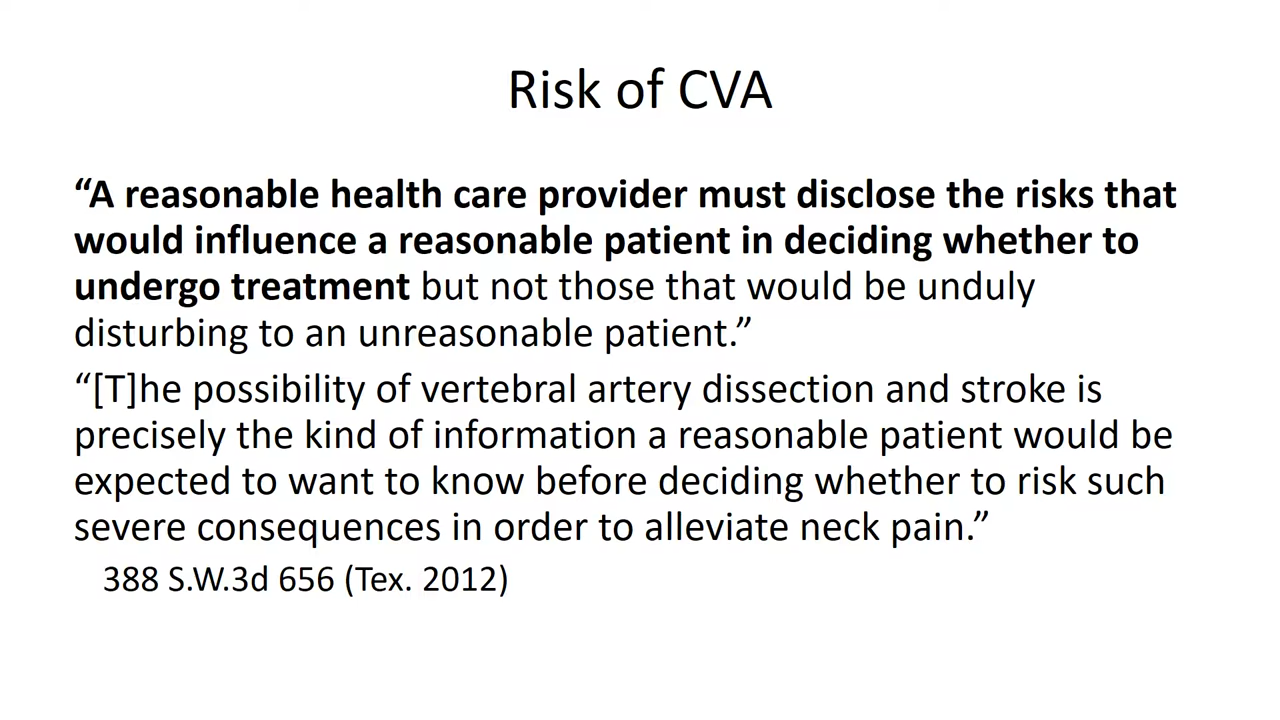 Risk of CVA
“A reasonable health care provider must disclose the risks that
would influence a reasonable patient in deciding whether to
undergo treatment but not those that would be unduly
disturbing to an unreasonable patient.”
“[T]he possibility of vertebral artery dissection and stroke is
precisely the kind of information a reasonable patient would be
expected to want to know before deciding whether to risk such
severe consequences in order to alleviate neck pain.”
388 S.W.3d 656 (Tex. 2012)